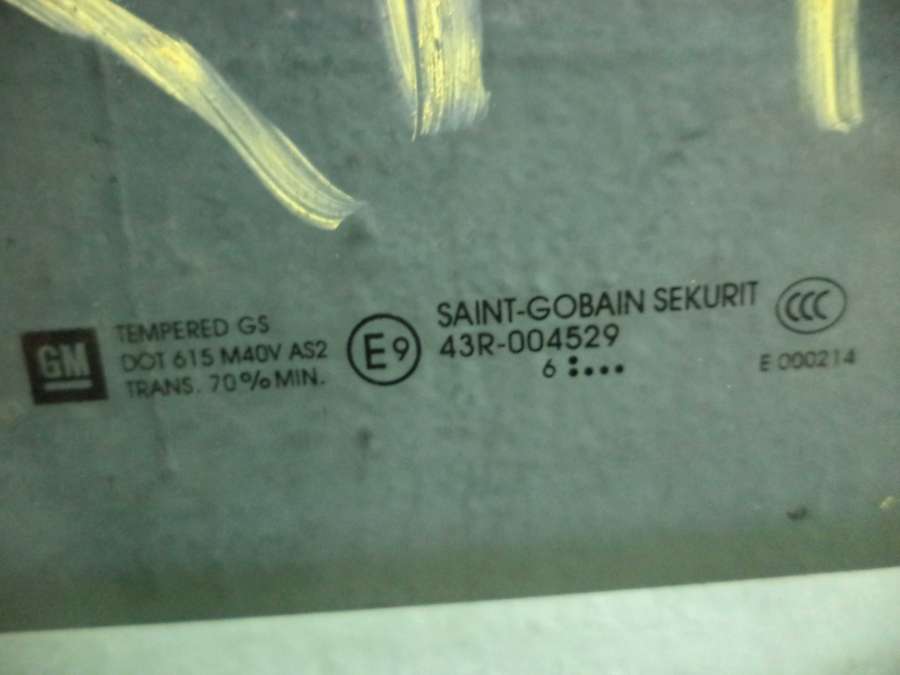 GM
TEMPERED GS
DOT 615 M40V AS2
TRANS. 70% MIN.
E9
SAINT-GOBAIN SEKURIT
43R-004529
6
CCC
E 000214